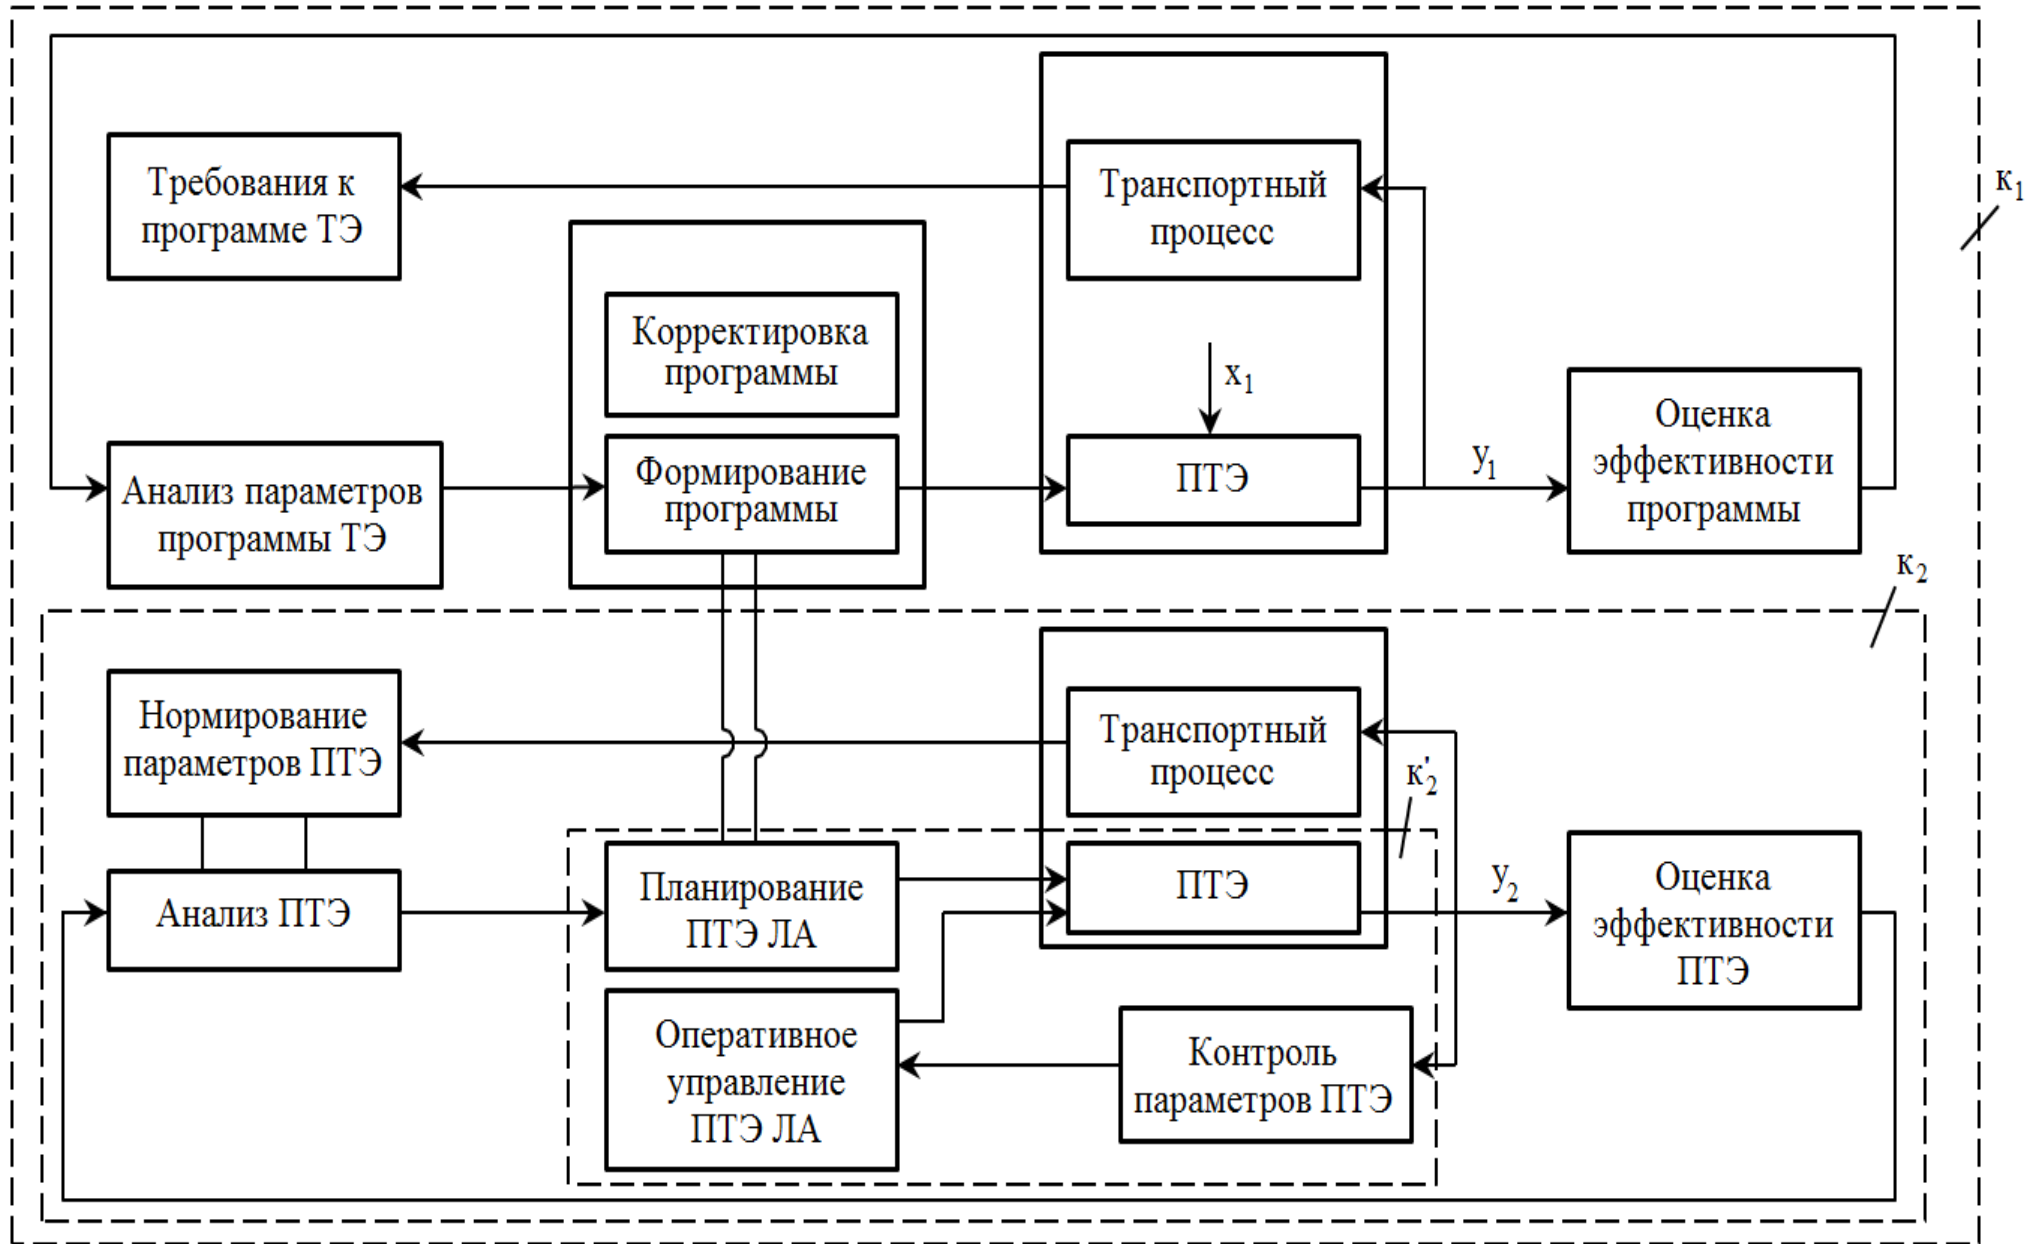 Требования к
программе ТЭ
Транспортный
процесс
к₁
Корректировка
программы
x₁
Анализ параметров
программы ТЭ
Формирование
программы
ПТЭ
y₁
Оценка
эффективности
программы
к₂
Нормирование
параметров ПТЭ
Транспортный
процесс
к'₂
Анализ ПТЭ
Планирование
ПТЭ ЛА
ПТЭ
y₂
Оценка
эффективности
ПТЭ
Оперативное
управление
ПТЭ ЛА
Контроль
параметров ПТЭ